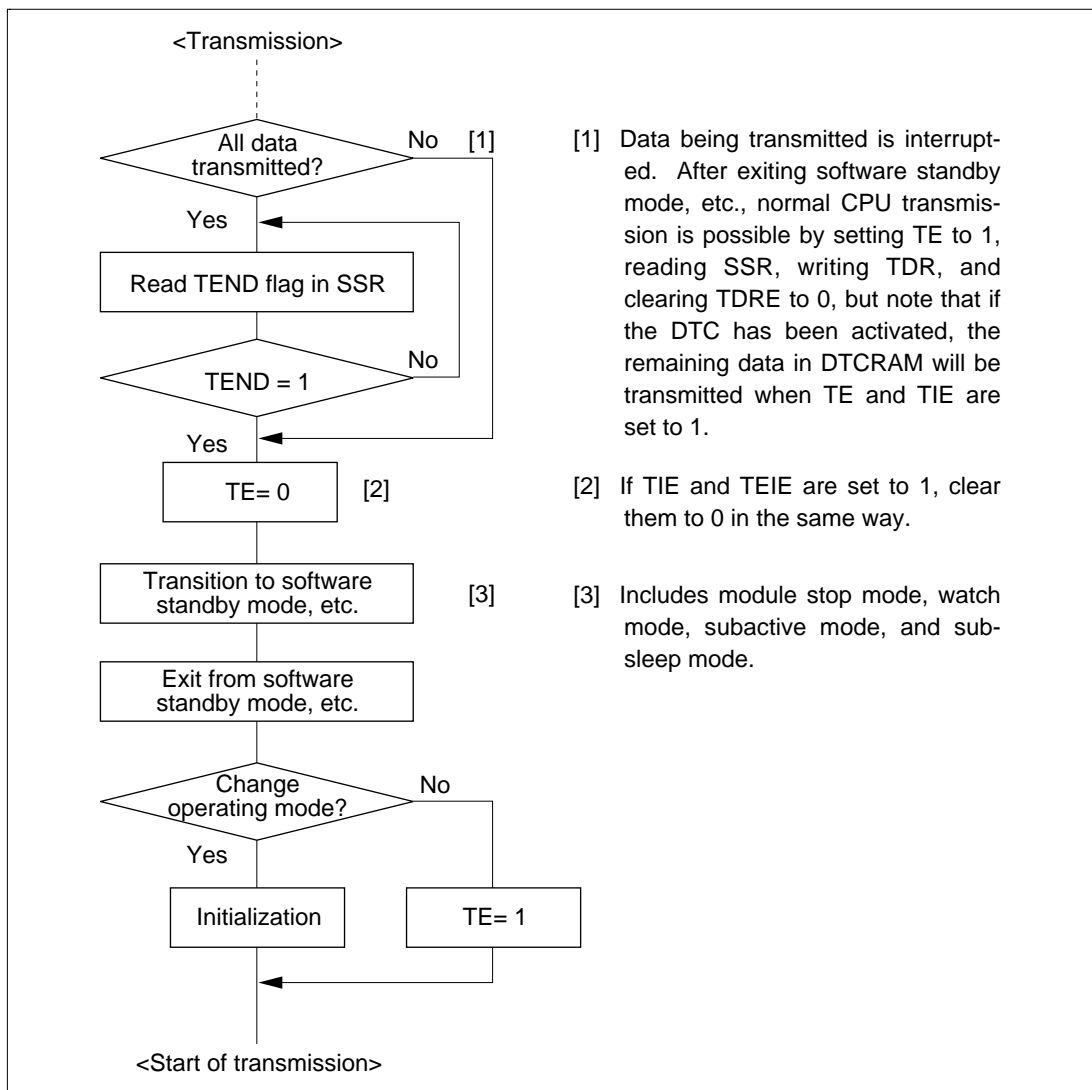 <Transmission>
All data
transmitted?
No
[1]
Yes
Read TEND flag in SSR
TEND = 1
No
Yes
TE= 0
[2]
Transition to software
standby mode, etc.
[3]
Exit from software
standby mode, etc.
Change
operating mode?
No
Yes
Initialization
TE= 1
<Start of transmission>
[1] Data being transmitted is interrupt-
ed. After exiting software standby
mode, etc., normal CPU transmis-
sion is possible by setting TE to 1,
reading SSR, writing TDR, and
clearing TDRE to 0, but note that if
the DTC has been activated, the
remaining data in DTCRAM will be
transmitted when TE and TIE are
set to 1.
[2] If TIE and TEIE are set to 1, clear
them to 0 in the same way.
[3] Includes module stop mode, watch
mode, subactive mode, and sub-
sleep mode.